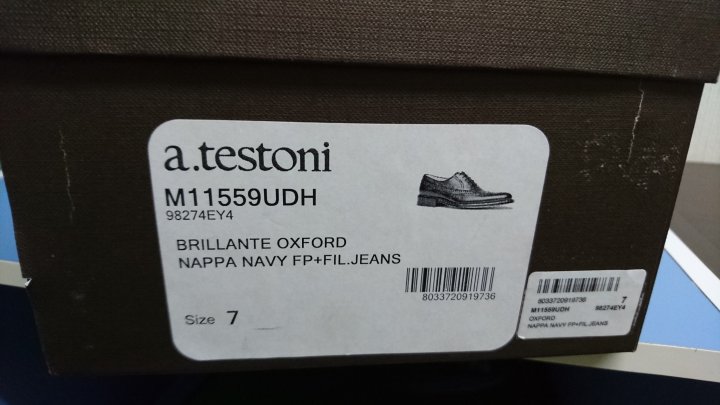 a.testoni
M11559UDH
98274EY4
BRILLANTE OXFORD
NAPPA NAVY FP+FIL.JEANS
8033720919736
Size 7
8033720919736 7
M11559UDH 98274EY4
OXFORD
NAPPA NAVY FP+FIL.JEANS